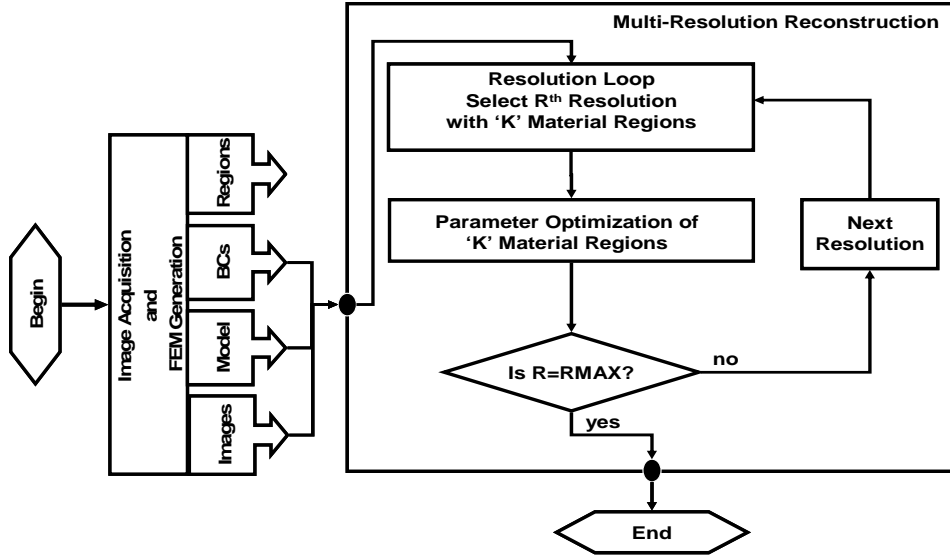 Begin
Image Acquisition
and
FEM Generation
Regions
BCs
Model
Images
Multi-Resolution Reconstruction
Resolution Loop
Select Rth Resolution
with ‘K’ Material Regions
Parameter Optimization of
‘K’ Material Regions
Next
Resolution
Is R=RMAX?
no
yes
End